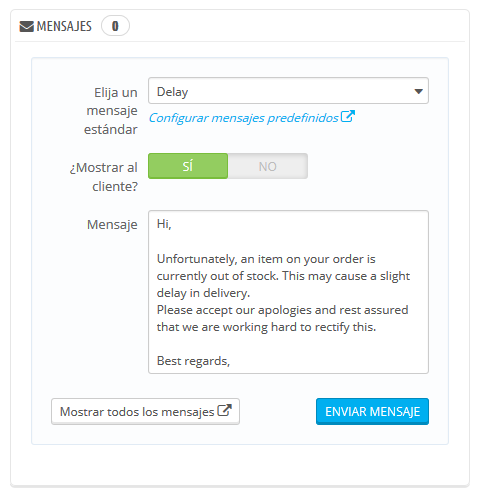 MENSAJES 0
Elija un
mensaje
estándar
Delay
Configurar mensajes predefinidos
¿Mostrar al
cliente?
SÍ NO
Mensaje
Hi,
Unfortunately, an item on your order is
currently out of stock. This may cause a slight
delay in delivery.
Please accept our apologies and rest assured
that we are working hard to rectify this.
Best regards,
Mostrar todos los mensajes
ENVIAR MENSAJE